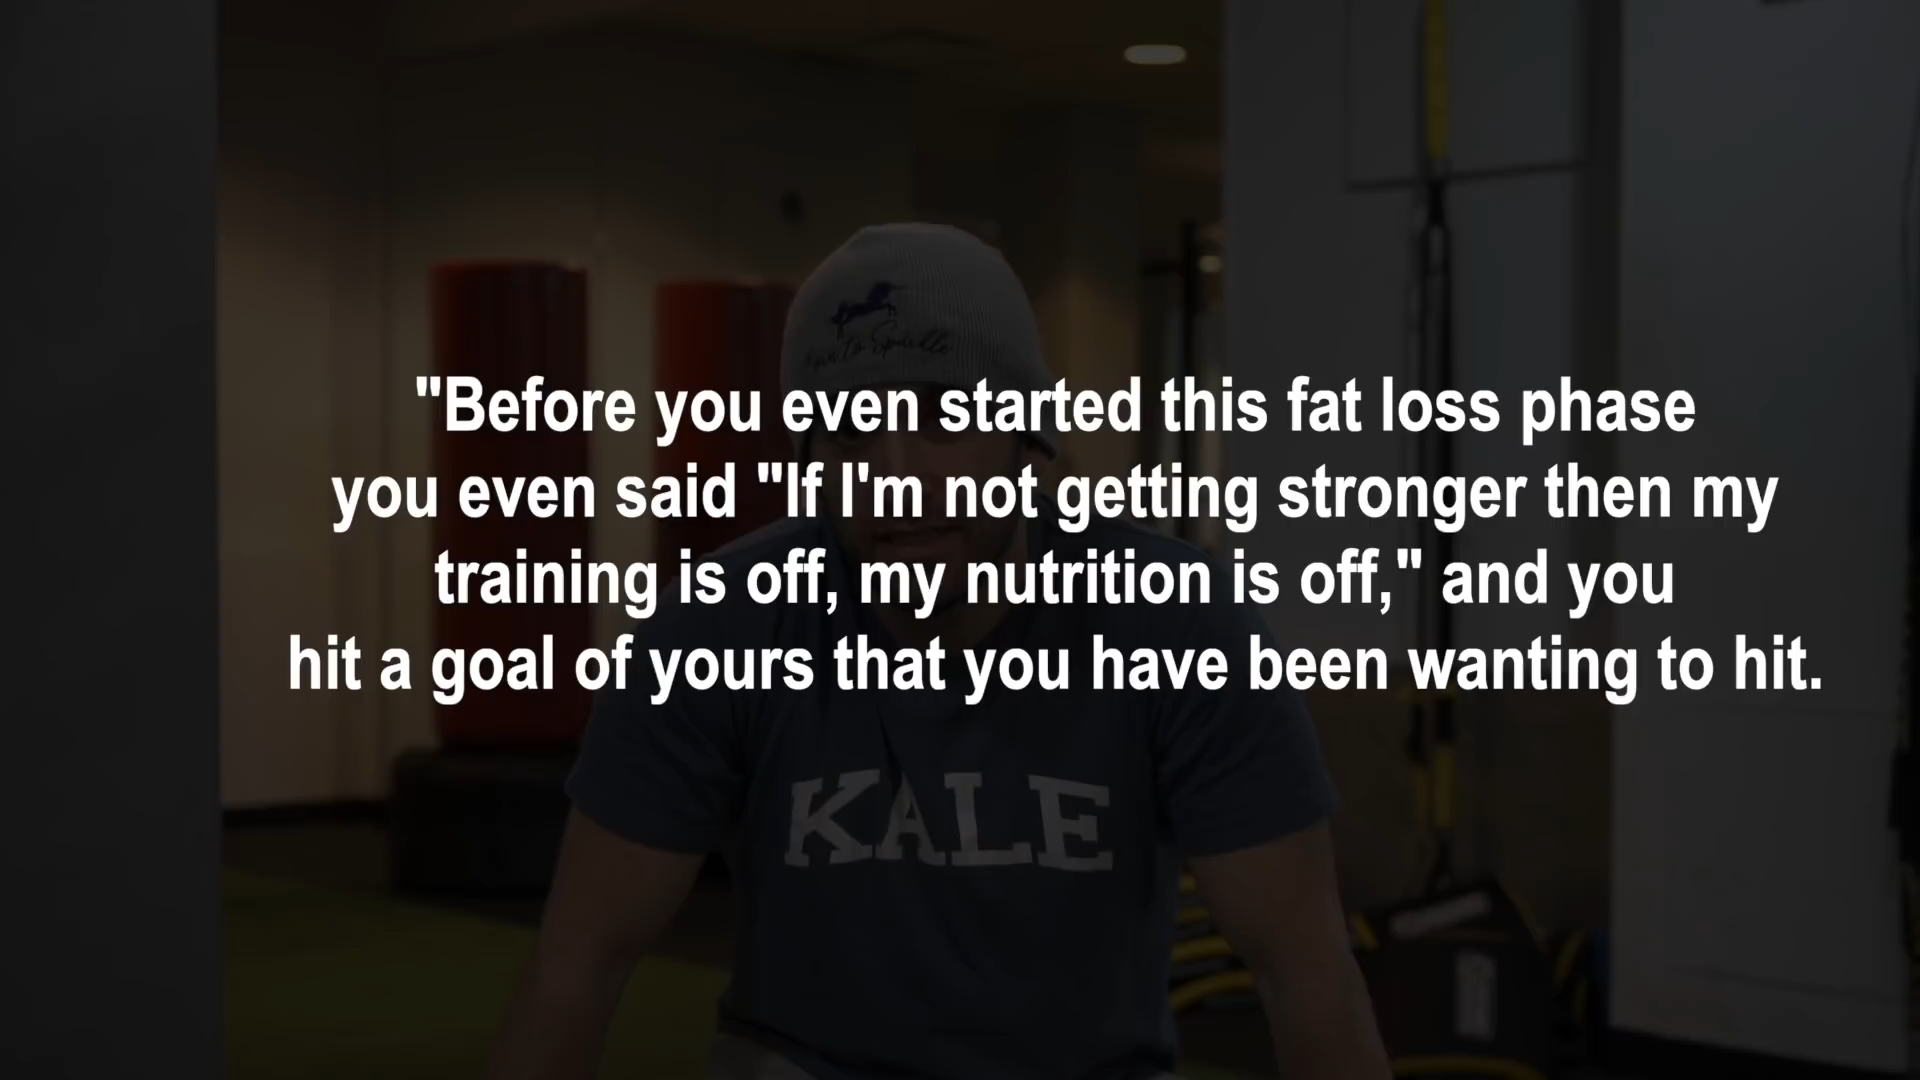 to Sparkle
"Before you even started this fat loss phase
you even said "If I'm not getting stronger then my
training is off, my nutrition is off," and you
hit a goal of yours that you have been wanting to hit.
KALE